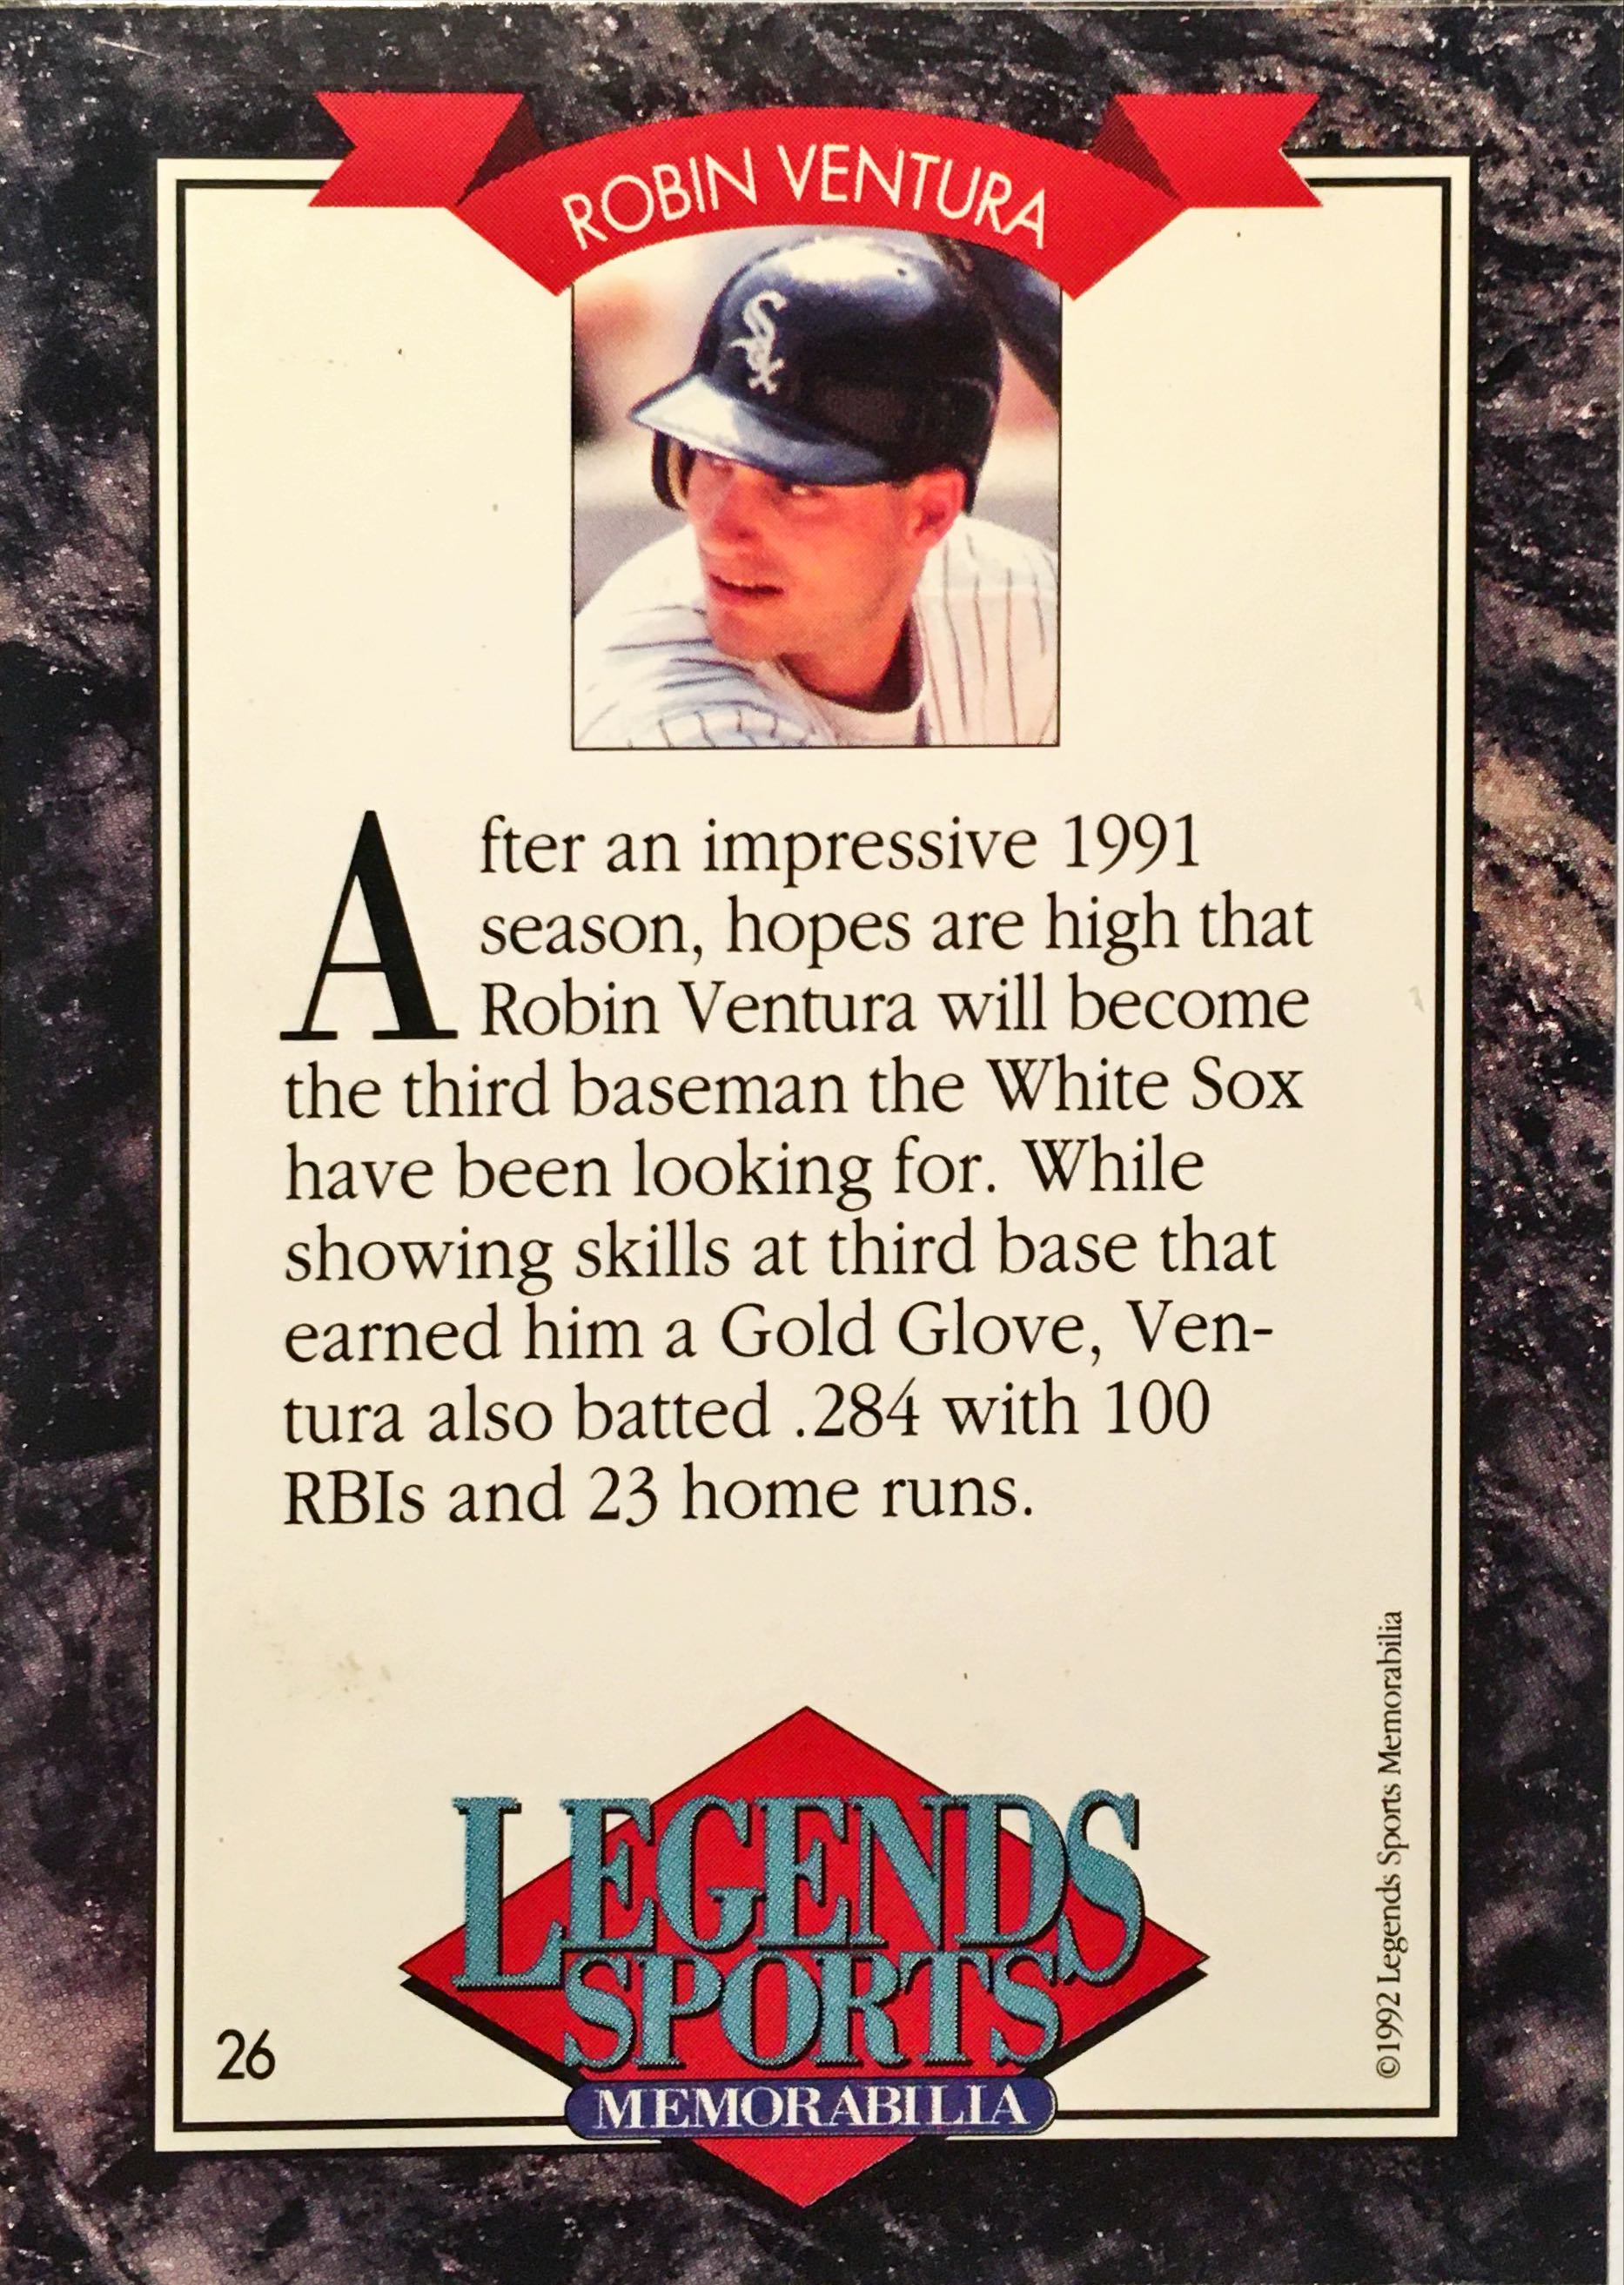 ROBIN VENTURA
Sox
After an impressive 1991
season, hopes are high that
Robin Ventura will become
the third baseman the White Sox
have been looking for. While
showing skills at third base that
earned him a Gold Glove, Ven-
tura also batted .284 with 100
RBIs and 23 home runs.
©1992 Legends Sports Memorabilia
LEGENDS
SPORTS
MEMORABILIA
26